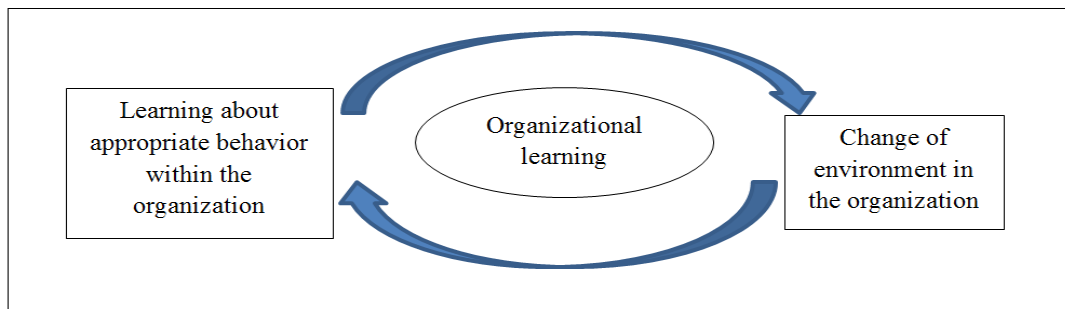 Learning about
appropriate behavior
within the
organization
Organizational
learning
Change of
environment in
the organization